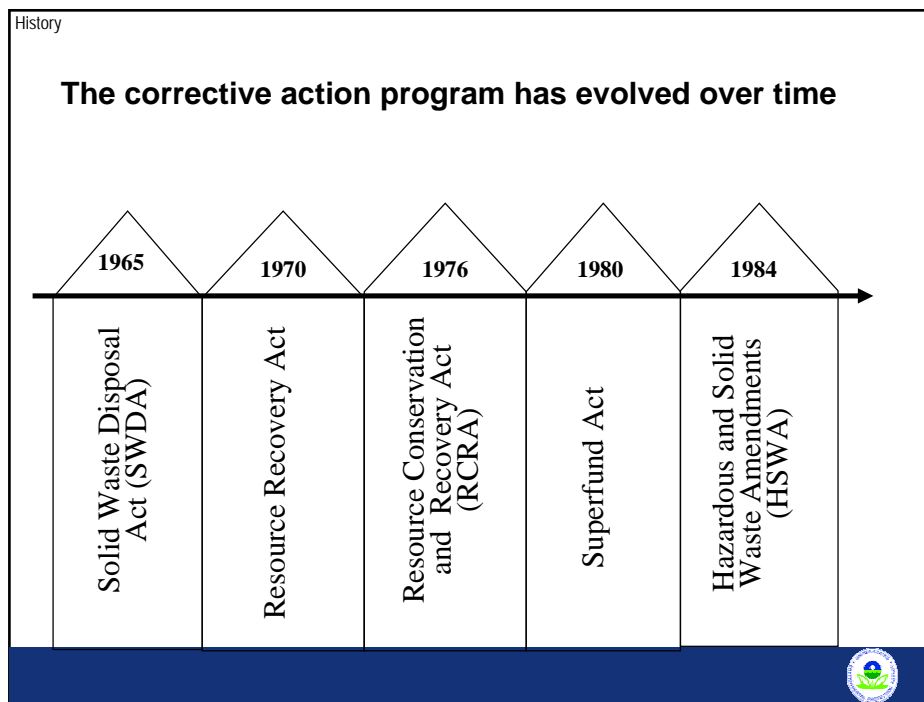 History
The corrective action program has evolved over time
1965
1970
1976
1980
1984
Solid Waste Disposal
Act (SWDA)
Resource Recovery Act
Resource Conservation
and Recovery Act
(RCRA)
Superfund Act
Hazardous and Solid
Waste Amendments
(HSWA)